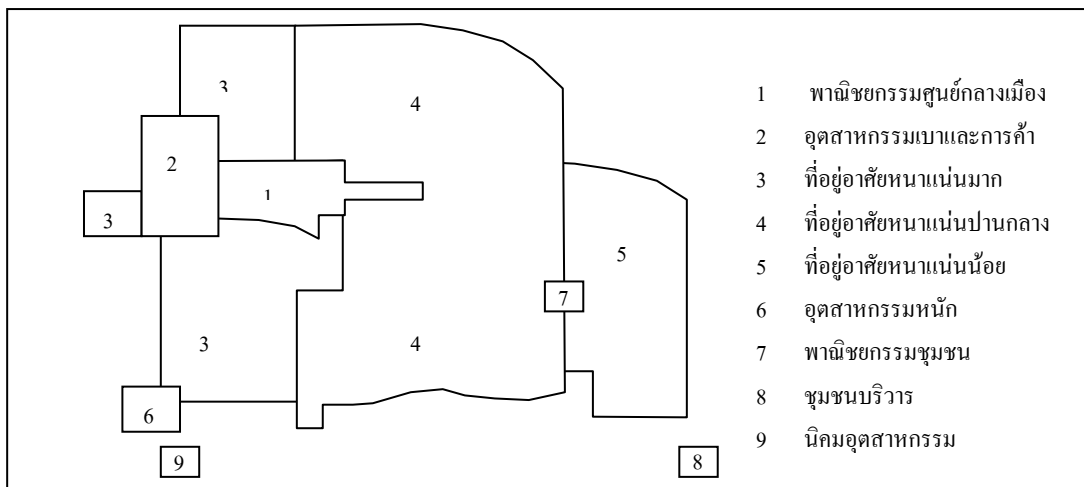 3
4
2
1
3
5
7
3
4
6
9
8
1 พาณิชยกรรมศูนย์กลางเมือง
2 อุตสาหกรรมเบาและการค้า
3 ที่อยู่อาศัยหนาแน่นมาก
4 ที่อยู่อาศัยหนาแน่นปานกลาง
5 ที่อยู่อาศัยหนาแน่นน้อย
6 อุตสาหกรรมหนัก
7 พาณิชยกรรมชุมชน
8 ชุมชนบริวาร
9 นิคมอุตสาหกรรม